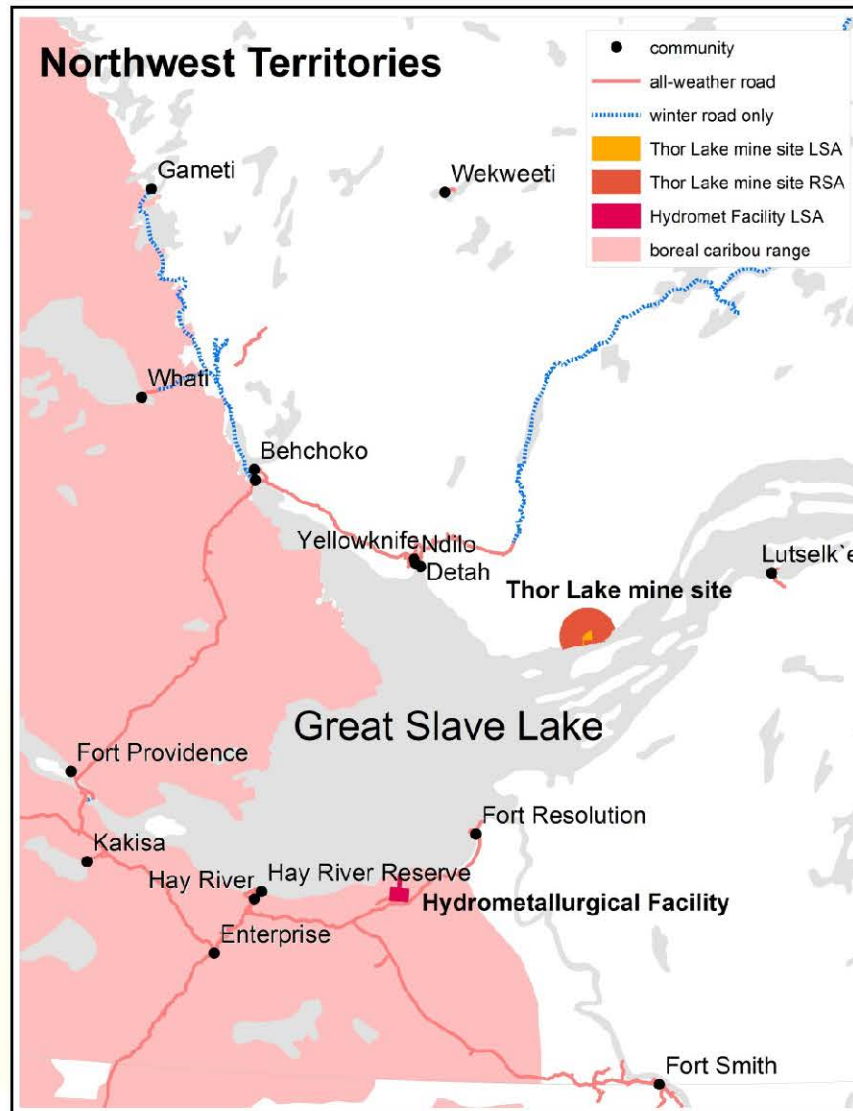 Northwest Territories
community
all-weather road
winter road only
Thor Lake mine site LSA
Thor Lake mine site RSA
Hydromet Facility LSA
boreal caribou range
Gameti
Wekweeti
Whati
Behchoko
Yellowknife
Ndilo
Detah
Lutselk`e
Thor Lake mine site
Great Slave Lake
Fort Providence
Fort Resolution
Kakisa
Hay River Reserve
Hay River
Hydrometallurgical Facility
Enterprise
Fort Smith